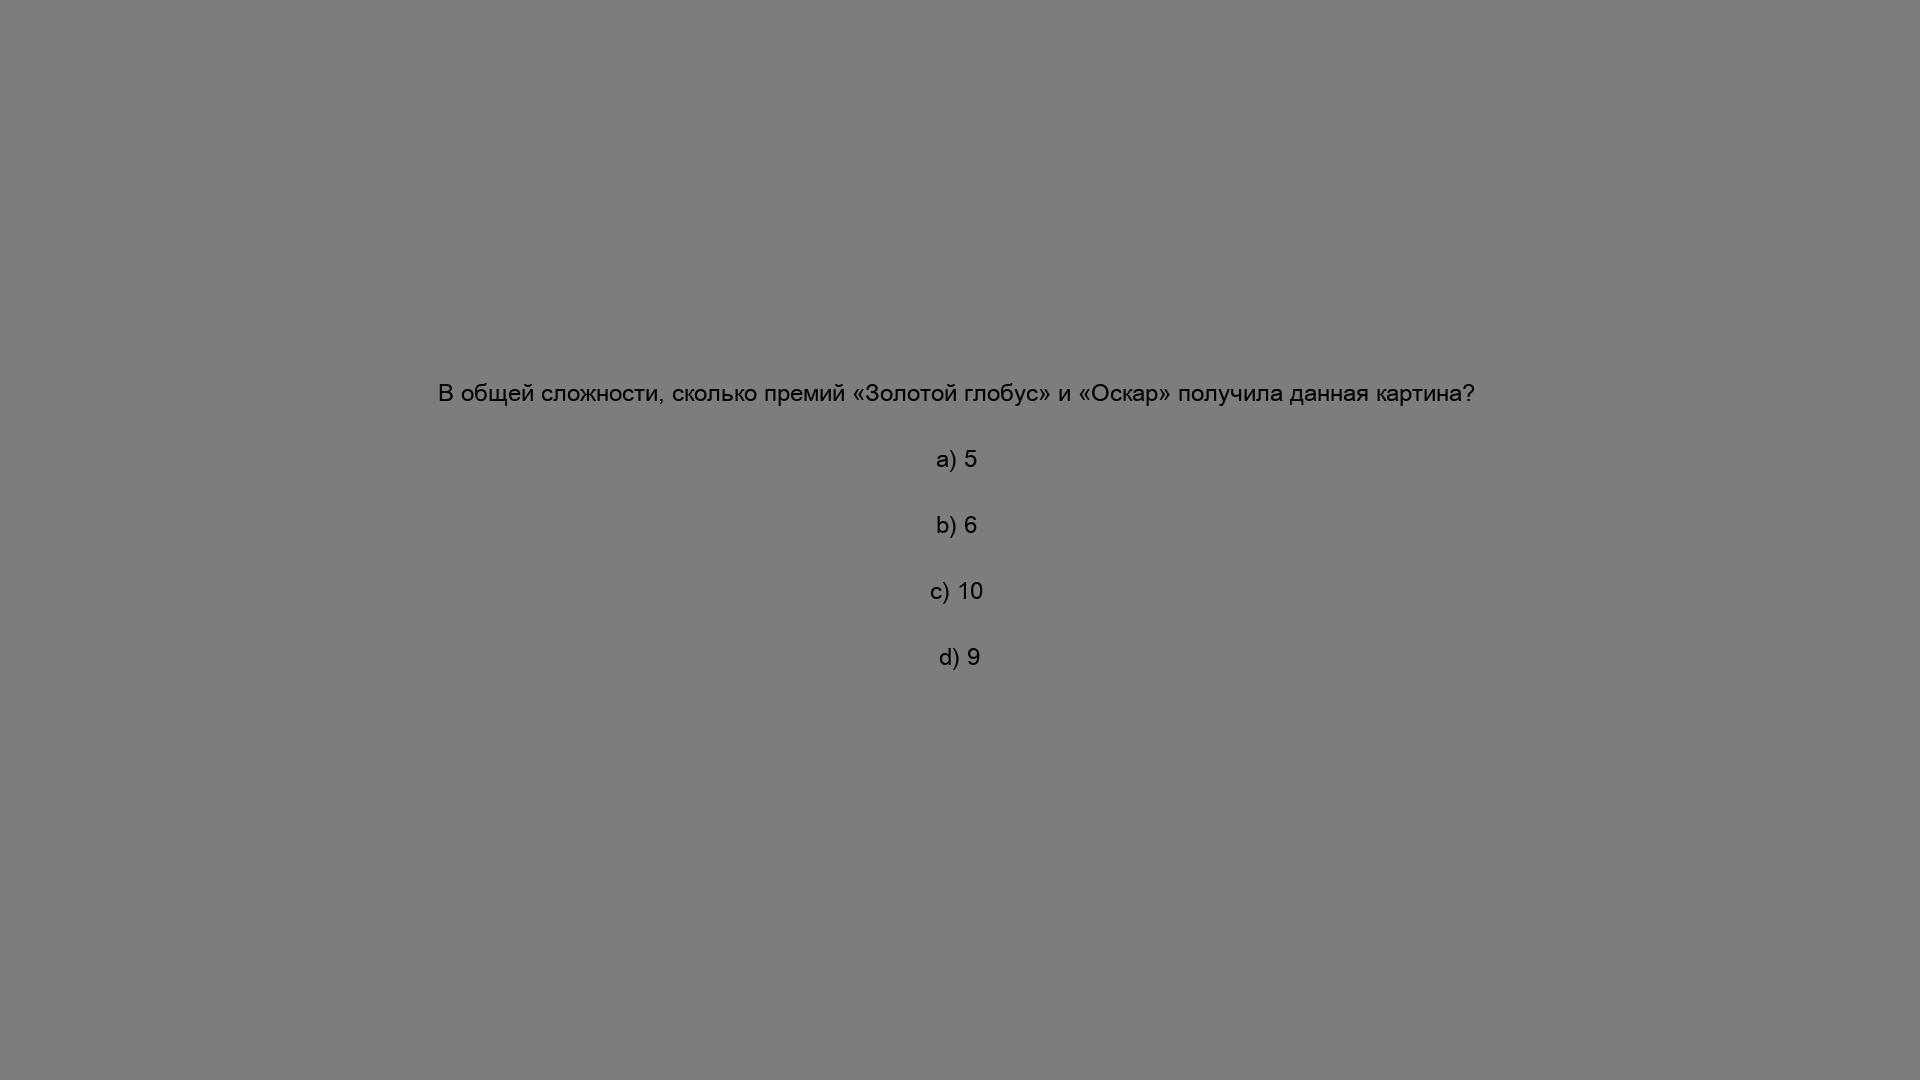 В общей сложности, сколько премий «Золотой глобус» и «Оскар» получила данная картина?
a) 5
b) 6
c) 10
d) 9